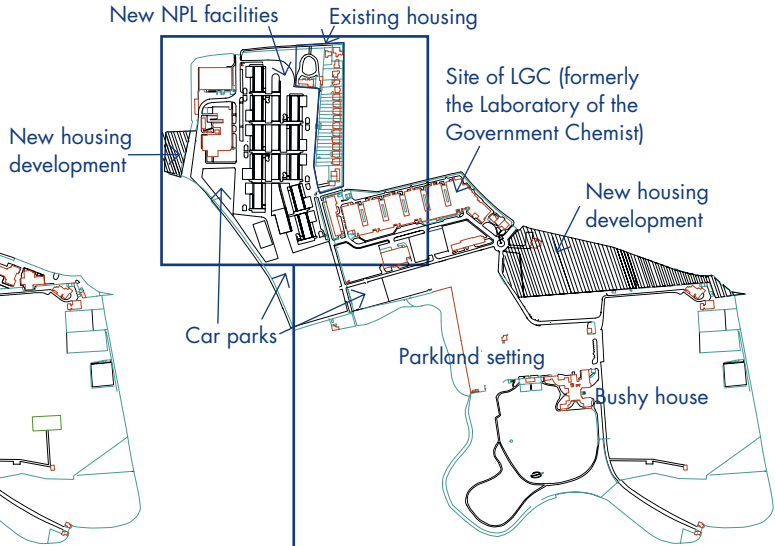 New NPL facilities
Existing housing
Site of LGC (formerly
the Laboratory of the
Government Chemist)
New housing
development
New housing
development
Car parks
Parkland setting
Bushy house